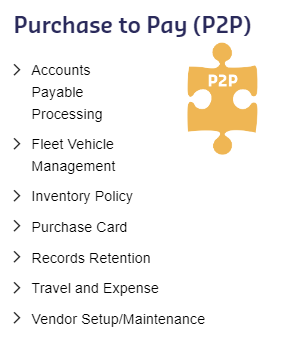 Purchase to Pay (P2P)
P2P
Accounts
Payable
Processing
Fleet Vehicle
Management
Inventory Policy
Purchase Card
Records Retention
Travel and Expense
Vendor Setup/Maintenance